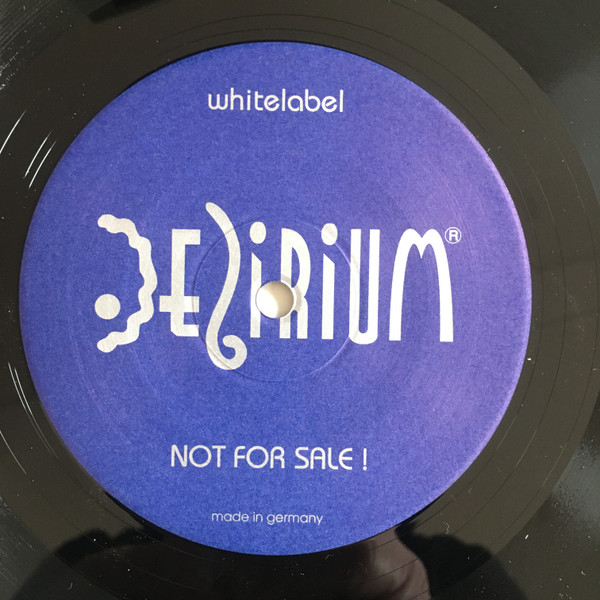 whitelabel
DELiRiUM®
NOT FOR SALE !
made in germany